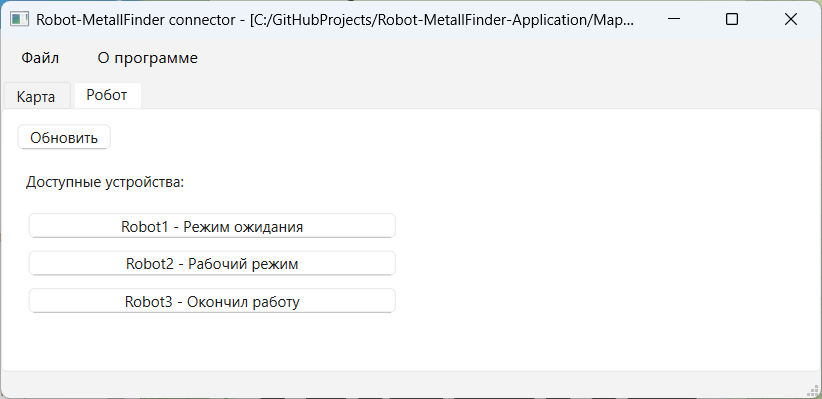 Robot-MetallFinder connector - [C:/GitHubProjects/Robot-MetallFinder-Application/Map...
Файл О программе
Карта Робот
Обновить
Доступные устройства:
Robot1 - Режим ожидания
Robot2 - Рабочий режим
Robot3 - Окончил работу